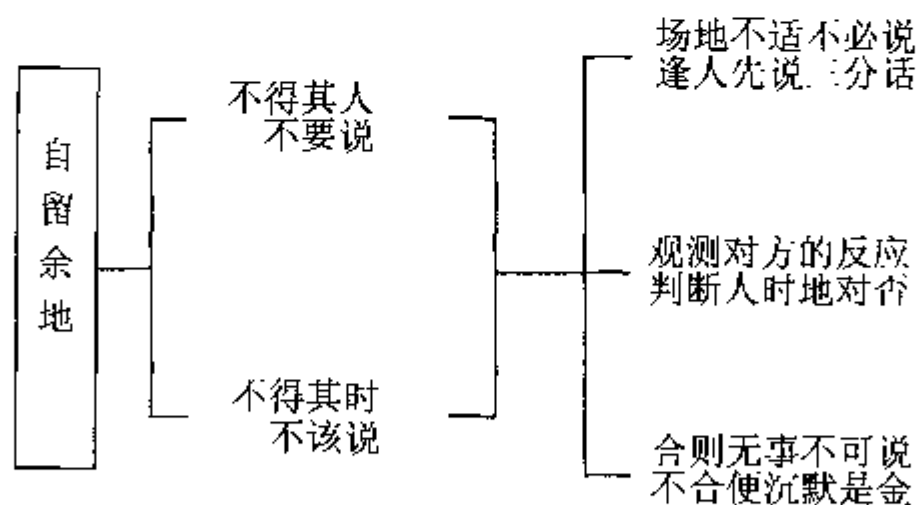 自留余地
不得其人
不要说
不得其时
不该说
场地不适不必说
逢人先说三分话
观测对方的反应
判断人时地对否
合则无事不可说
不合便沉默是金